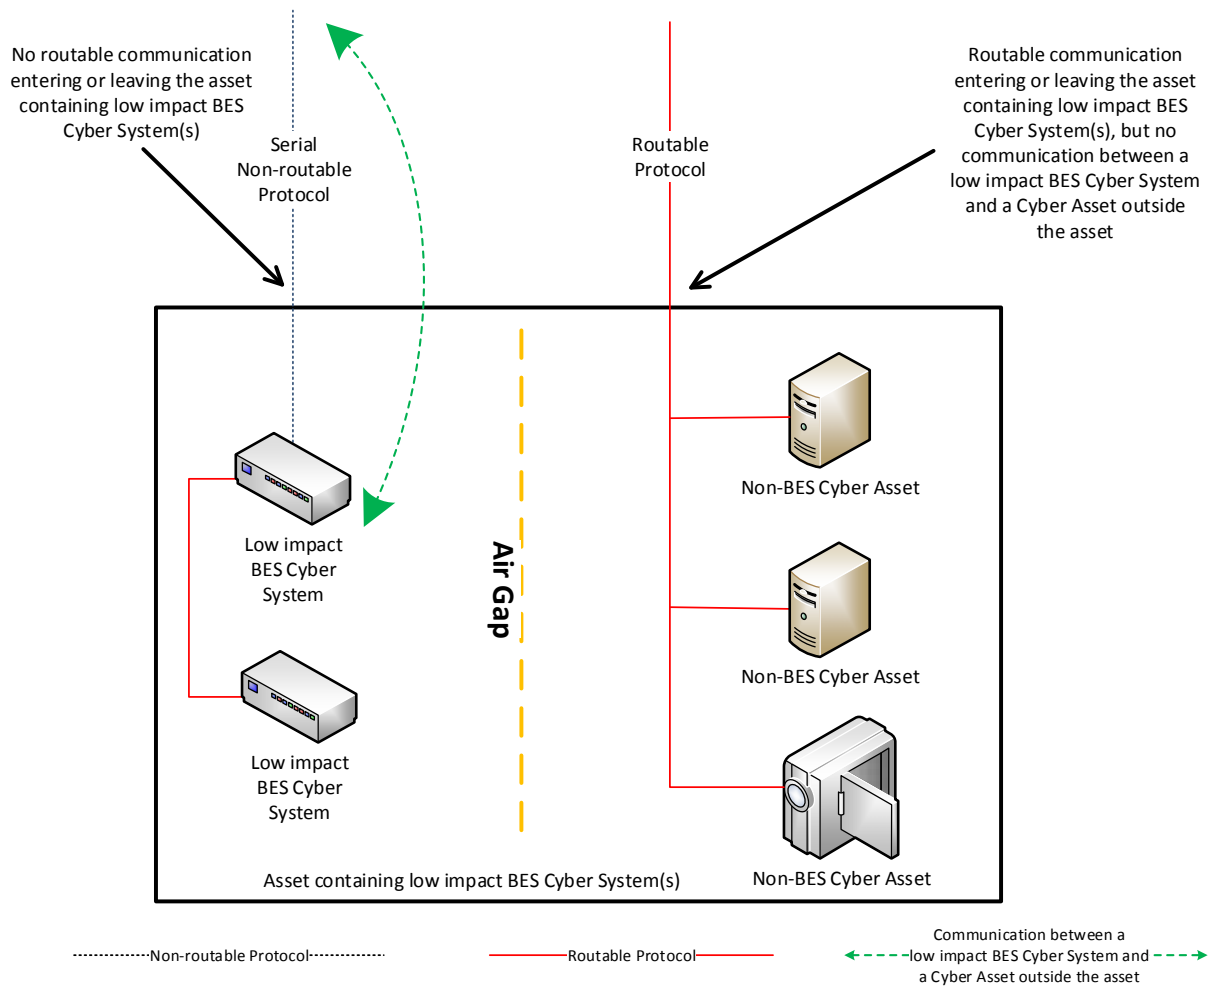 No routable communication
entering or leaving the asset
containing low impact BES
Cyber System(s)
Serial
Non-routable
Protocol
Routable
Protocol
Routable communication
entering or leaving the asset
containing low impact BES
Cyber System(s), but no
communication between a
low impact BES Cyber System
and a Cyber Asset outside
the asset
Low impact
BES Cyber
System
Low impact
BES Cyber
System
Air Gap
Non-BES Cyber Asset
Non-BES Cyber Asset
Non-BES Cyber Asset
Asset containing low impact BES Cyber System(s)
Non-routable Protocol
Routable Protocol
Communication between a
low impact BES Cyber System and
a Cyber Asset outside the asset